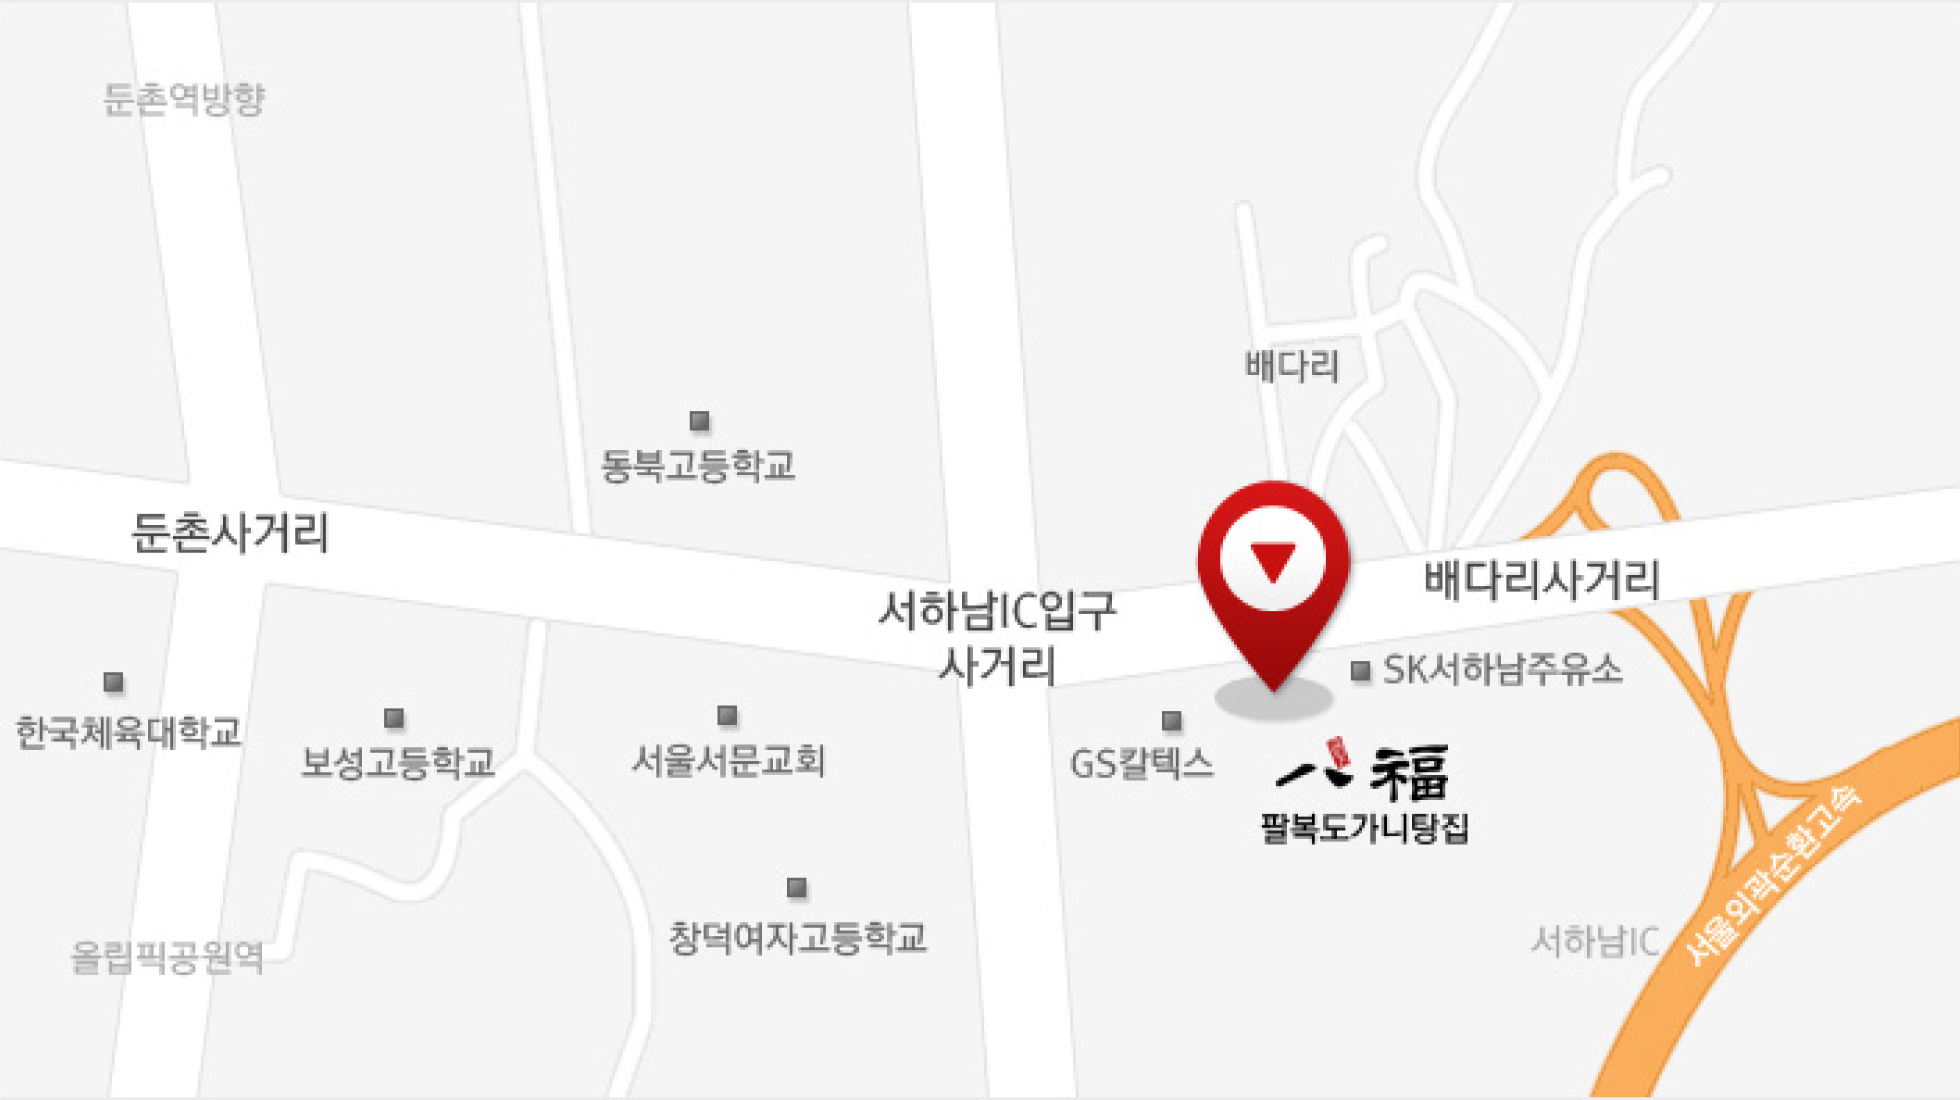 둔촌역방향
배다리
동북고등학교
둔촌사거리
서하남IC입구
사거리
배다리사거리
SK서하남주유소
한국체육대학교
보성고등학교
서울서문교회
GS칼텍스
八福
팔복도가니탕집
창덕여자고등학교
올림픽공원역
서하남IC
서울외곽순환고속